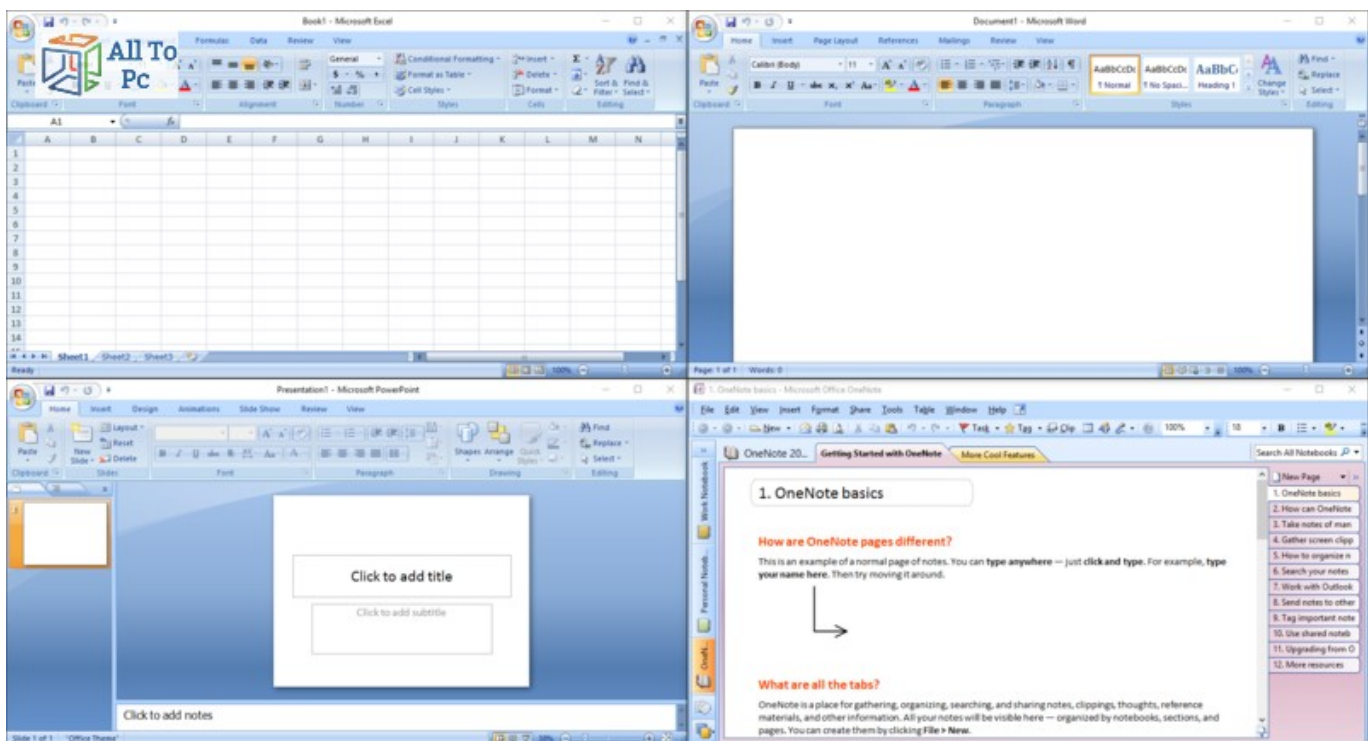 Book1 - Microsoft Excel
All To
Pc
Formulas Data Review View
General
$ - % ,
Conditional Formatting
Format as Table
Cell Styles
Insert
Delete
Format
Sort & Filter
Find & Select
Paste
Clipboard Font Alignment Number Styles Cells Editing
A1 fx
A B C D E F G H I J K L M N
1
2
3
4
5
6
7
8
9
10
11
12
13
14
Sheet1 Sheet2 Sheet3
Ready 100%
Document1 - Microsoft Word
Home Insert Page Layout References Mailings Review View
Calibri (Body) 11
B I U abc
AaBbCcDc AaBbCcDc AaBbC
¶ Normal ¶ No Spaci... Heading 1
Change Styles
Find
Replace
Select
Paste
Clipboard Font Paragraph Styles Editing
Page: 1 of 1 Words: 0 100%
Presentation1 - Microsoft PowerPoint
Home Insert Design Animations Slide Show Review View
Paste
New Slide
Layout
Reset
Delete
Shapes Arrange Quick Styles
Find
Replace
Select
Clipboard Slides Font Paragraph Drawing Editing
1
Click to add title
Click to add subtitle
Click to add notes
Slide 1 of 1 "Office Theme"
1. OneNote basics - Microsoft Office OneNote
File Edit View Insert Format Share Tools Table Window Help
New Task Tag Clip 100% 18 B
OneNote 20... Getting Started with OneNote More Cool Features Search All Notebooks
Work Notebook
Personal Noteb...
OneN...
1. OneNote basics
How are OneNote pages different?
This is an example of a normal page of notes. You can type anywhere — just click and type. For example, type
your name here. Then try moving it around.
What are all the tabs?
OneNote is a place for gathering, organizing, searching, and sharing notes, clippings, thoughts, reference
materials, and other information. All your notes will be visible here — organized by notebooks, sections, and
pages. You can create them by clicking File > New.
New Page
1. OneNote basics
2. How can OneNote
3. Take notes of man
4. Gather screen clipp
5. How to organize n
6. Search your notes
7. Work with Outlook
8. Send notes to other
9. Tag important note
10. Use shared noteb
11. Upgrading from O
12. More resources